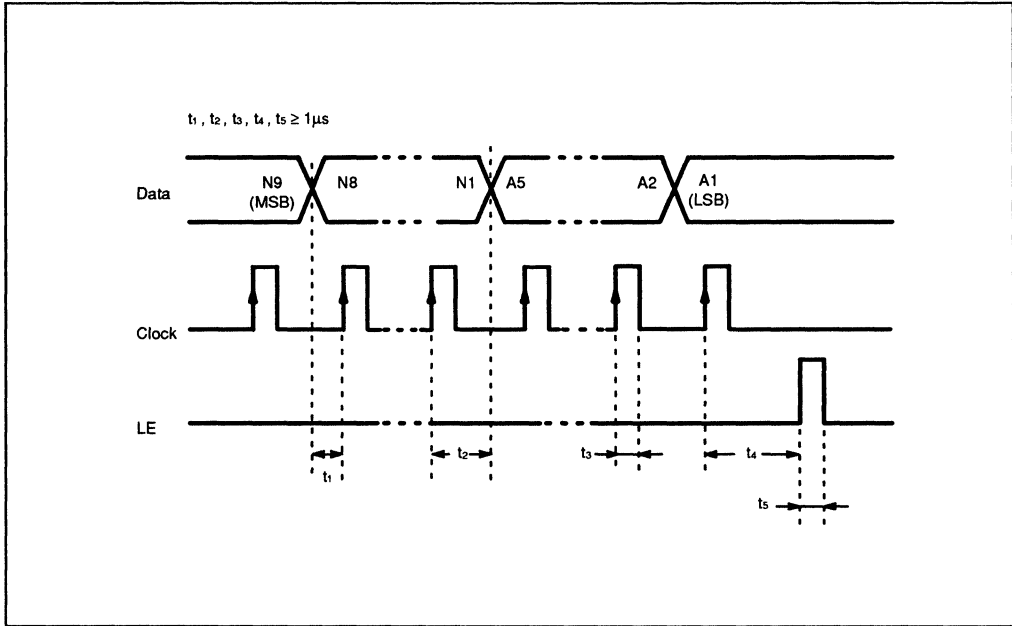 t1 , t2 , t3 , t4 , t5 ≥ 1µs
Data
N9
(MSB)
N8
N1
A5
A2
A1
(LSB)
Clock
LE
t1
t2
t3
t4
t5